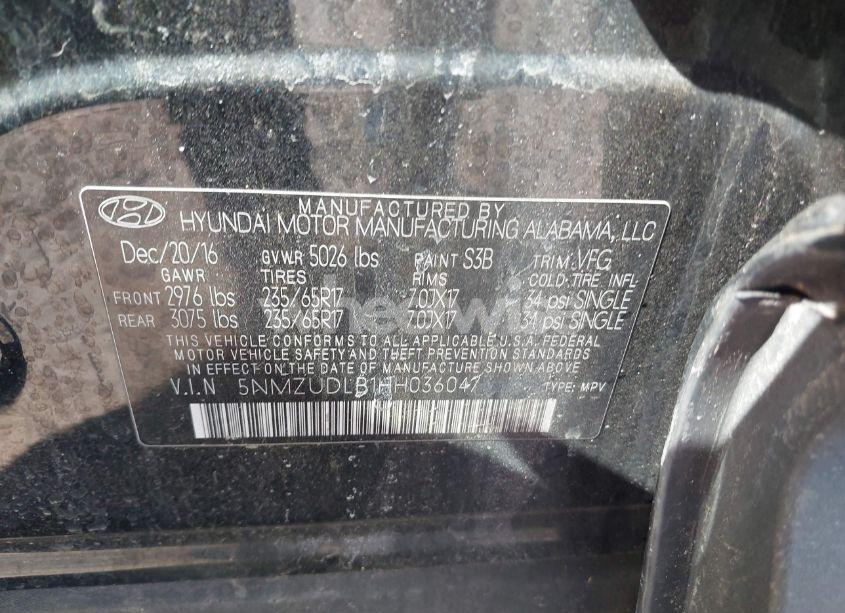 MANUFACTURED BY
HYUNDAI MOTOR MANUFACTURING ALABAMA, LLC
Dec/20/16 GVWR 5026 lbs PAINT S3B TRIM: VFG
GAWR TIRES RIMS COLD TIRE INFL
FRONT 2976 lbs 235/65R17 7.0JX17 34 psi SINGLE
REAR 3075 lbs 235/65R17 7.0JX17 34 psi SINGLE
THIS VEHICLE CONFORMS TO ALL APPLICABLE U.S.A. FEDERAL
MOTOR VEHICLE SAFETY AND THEFT PREVENTION STANDARDS
IN EFFECT ON THE DATE OF MANUFACTURE SHOWN ABOVE.
V.I.N 5NMZUDLB1HH036047 TYPE: MPV